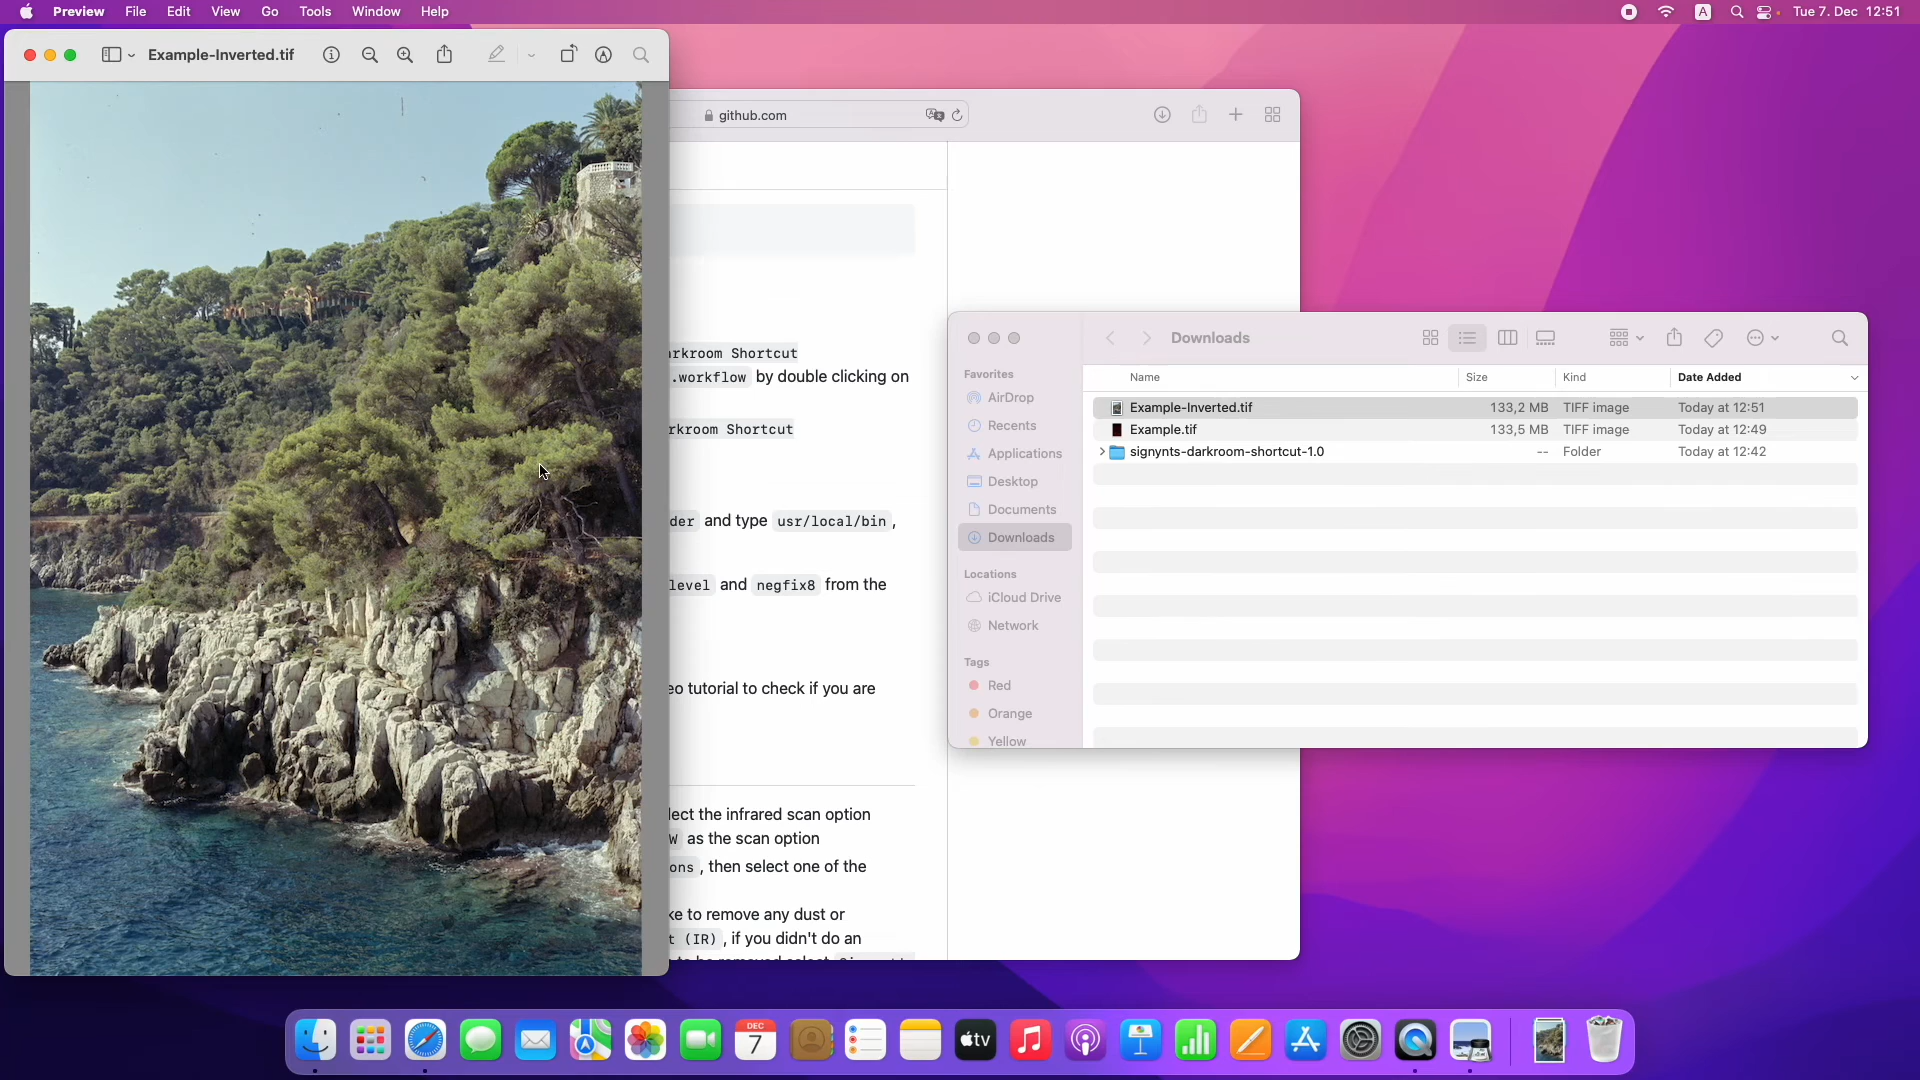 Preview File Edit View Go Tools Window Help A Tue 7. Dec 12:51
Example-Inverted.tif
github.com
arkroom Shortcut
.workflow by double clicking on
rkroom Shortcut
der and type usr/local/bin ,
level and negfix8 from the
eo tutorial to check if you are
lect the infrared scan option
W as the scan option
ons , then select one of the
ke to remove any dust or
t (IR) , if you didn't do an
Downloads
Favorites
AirDrop
Recents
Applications
Desktop
Documents
Downloads
Locations
iCloud Drive
Network
Tags
Red
Orange
Yellow
Name Size Kind Date Added
Example-Inverted.tif 133,2 MB TIFF image Today at 12:51
Example.tif 133,5 MB TIFF image Today at 12:49
signynts-darkroom-shortcut-1.0 -- Folder Today at 12:42
DEC
7
tv